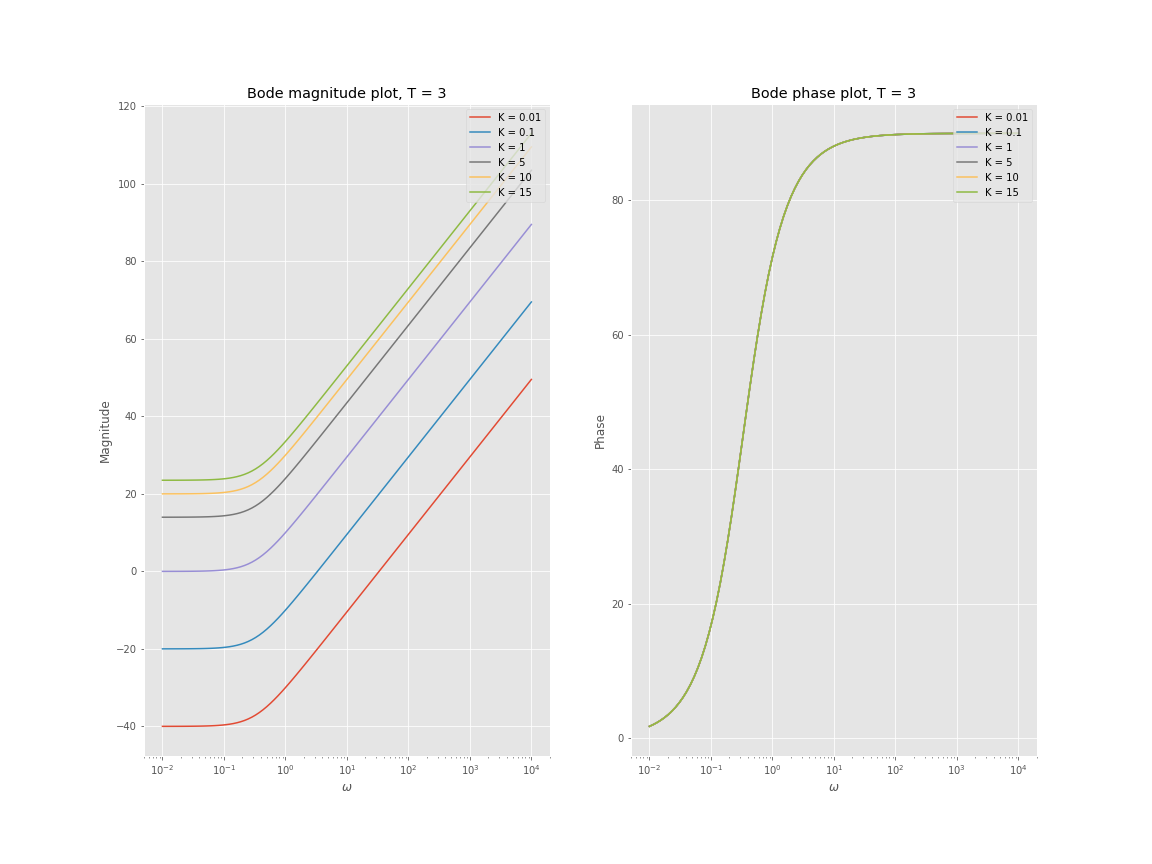 Bode magnitude plot, T = 3
120
100
80
60
40
20
0
−20
−40
Magnitude
K = 0.01
K = 0.1
K = 1
K = 5
K = 10
K = 15
10⁻² 10⁻¹ 10⁰ 10¹ 10² 10³ 10⁴
ω
Bode phase plot, T = 3
80
60
40
20
0
Phase
K = 0.01
K = 0.1
K = 1
K = 5
K = 10
K = 15
10⁻² 10⁻¹ 10⁰ 10¹ 10² 10³ 10⁴
ω